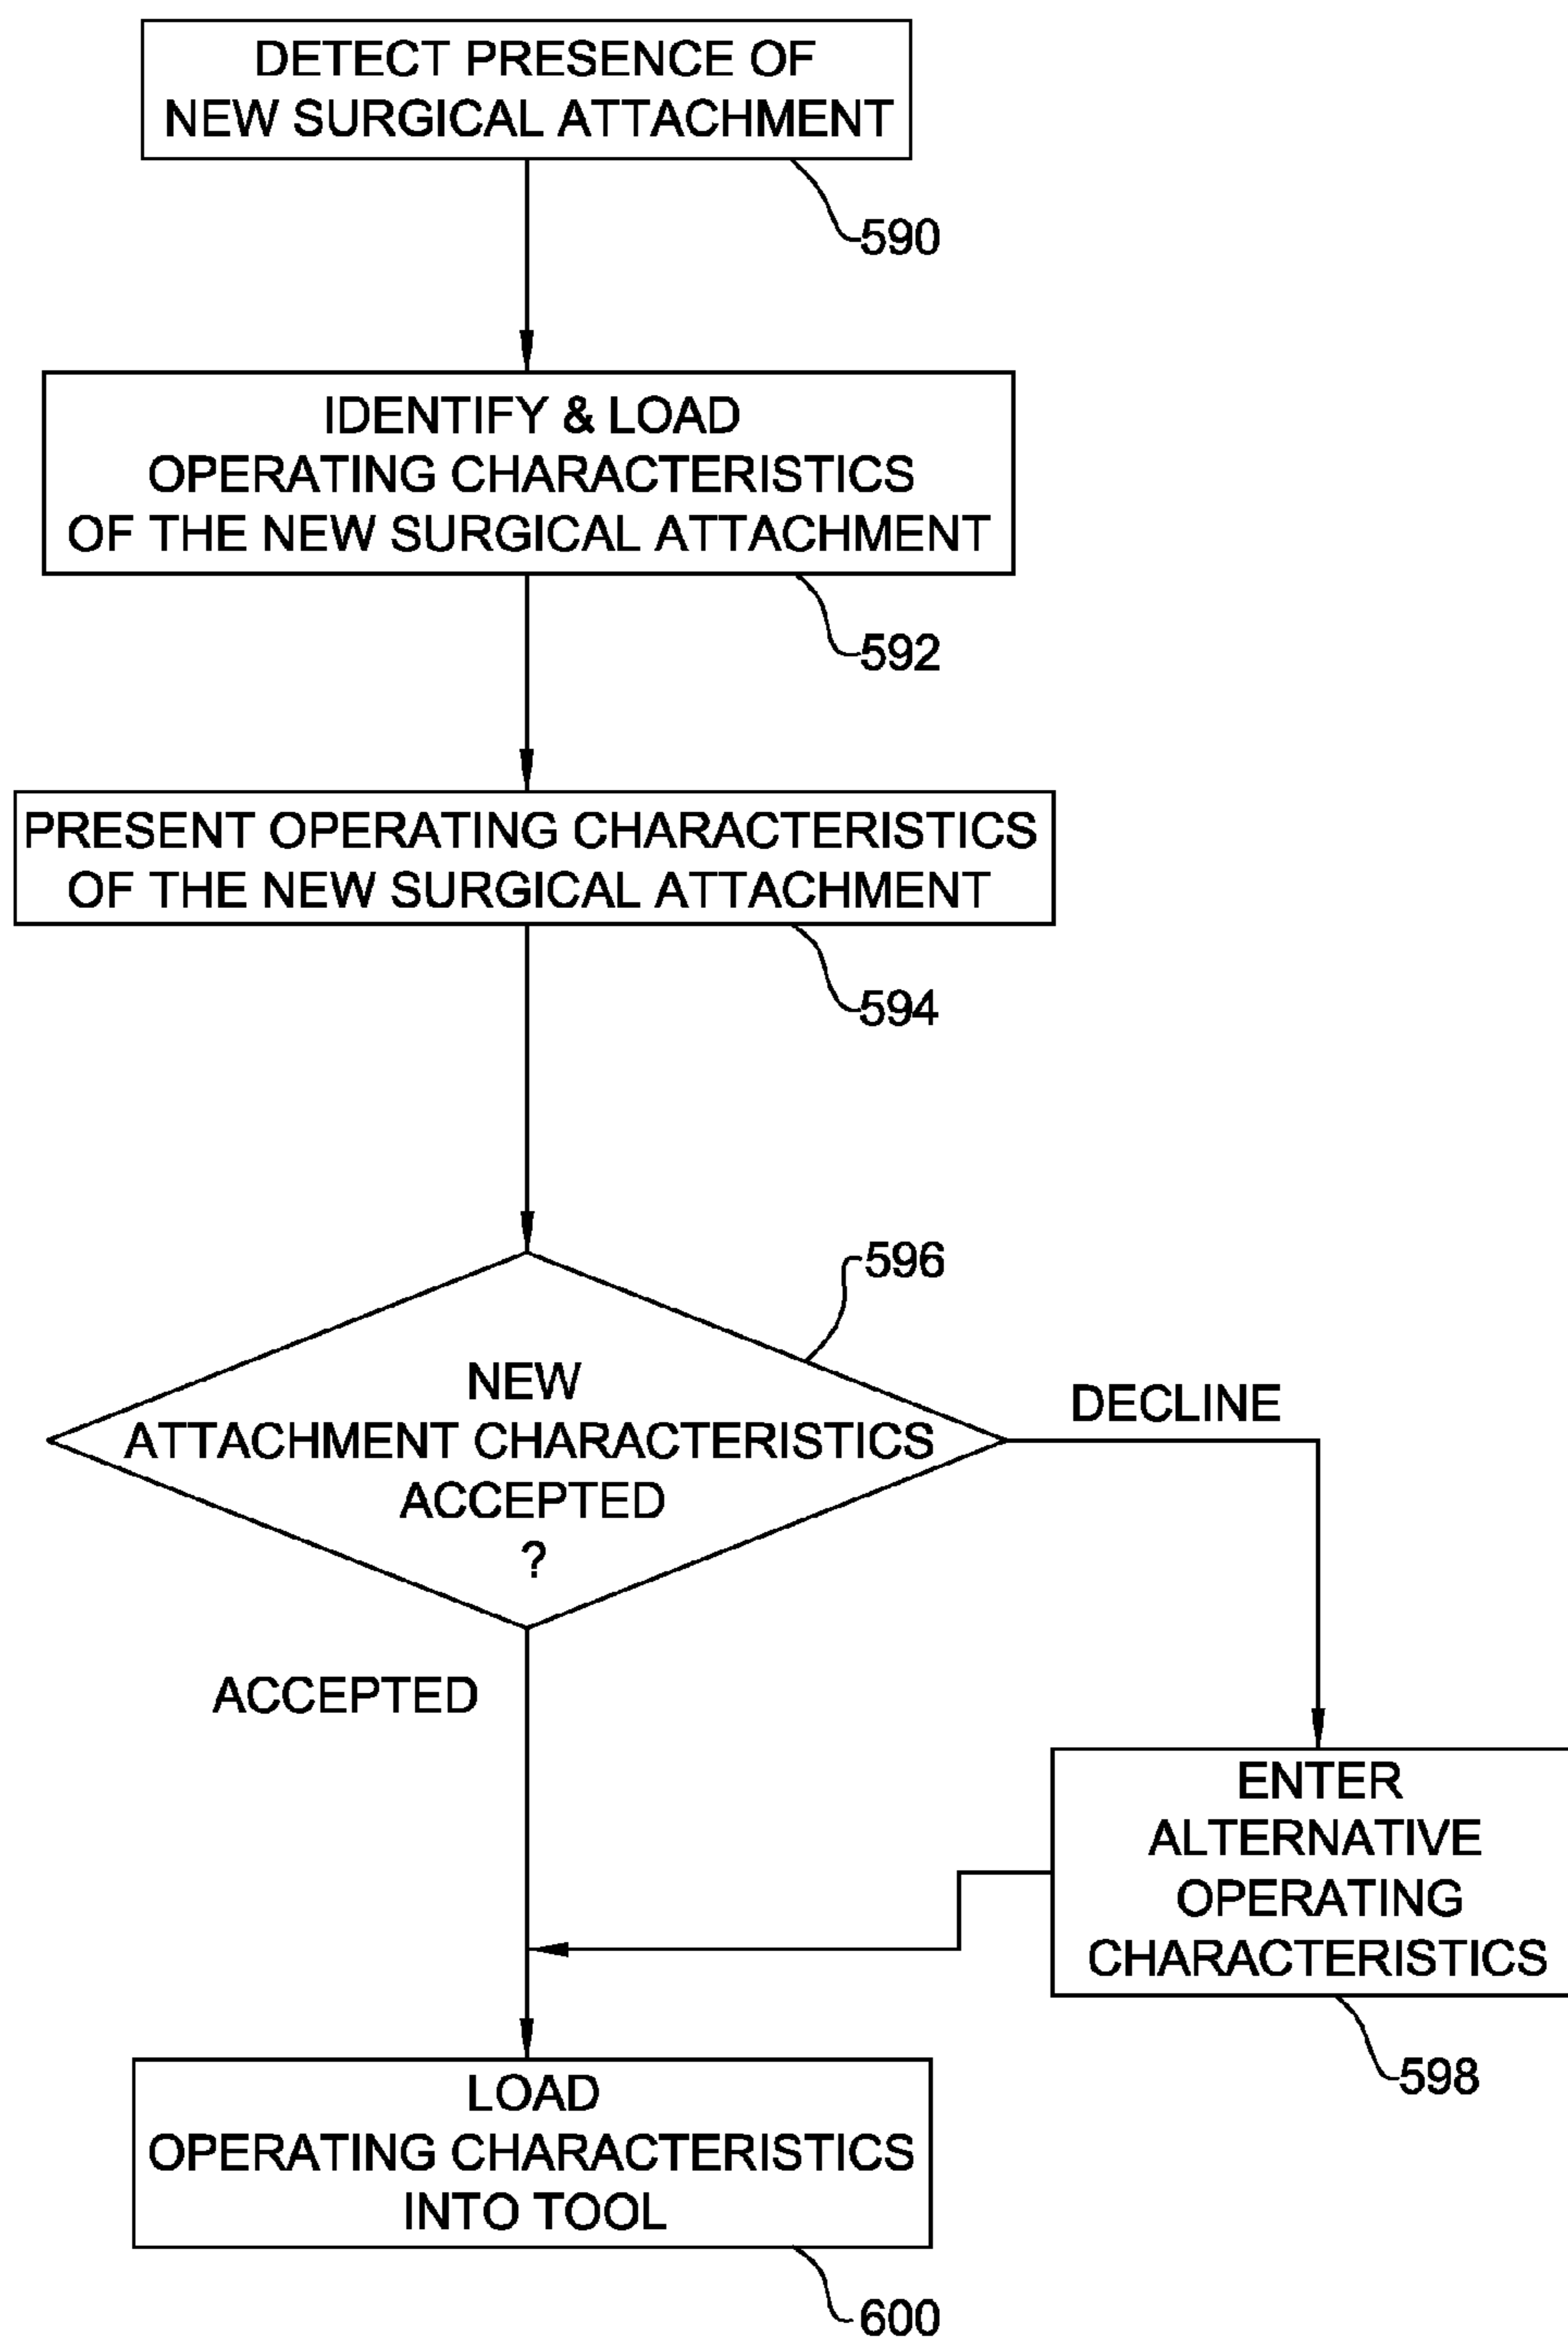 DETECT PRESENCE OF
NEW SURGICAL ATTACHMENT
590
IDENTIFY & LOAD
OPERATING CHARACTERISTICS
OF THE NEW SURGICAL ATTACHMENT
592
PRESENT OPERATING CHARACTERISTICS
OF THE NEW SURGICAL ATTACHMENT
594
596
NEW
ATTACHMENT CHARACTERISTICS
ACCEPTED
?
DECLINE
ACCEPTED
ENTER
ALTERNATIVE
OPERATING
CHARACTERISTICS
598
LOAD
OPERATING CHARACTERISTICS
INTO TOOL
600